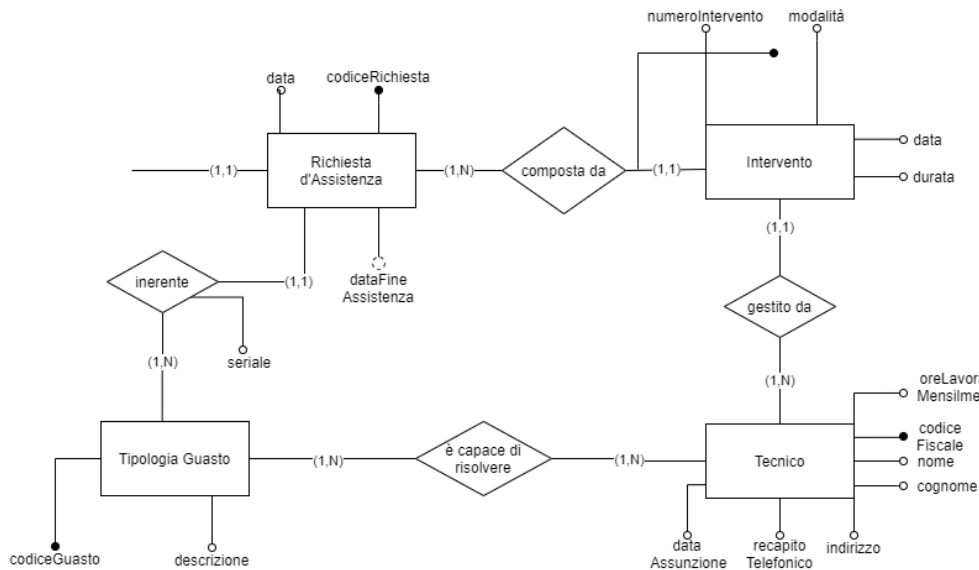 numeroIntervento
modalità
data
codiceRichiesta
(1,1)
Richiesta
d'Assistenza
(1,N)
composta da
(1,1)
Intervento
data
durata
(1,1)
inerente
(1,1)
dataFine
Assistenza
gestito da
(1,N)
seriale
(1,N)
oreLavora
Mensilme
codice
Fiscale
nome
cognome
Tipologia Guasto
(1,N)
è capace di
risolvere
(1,N)
Tecnico
codiceGuasto
descrizione
data
Assunzione
recapito
Telefonico
indirizzo